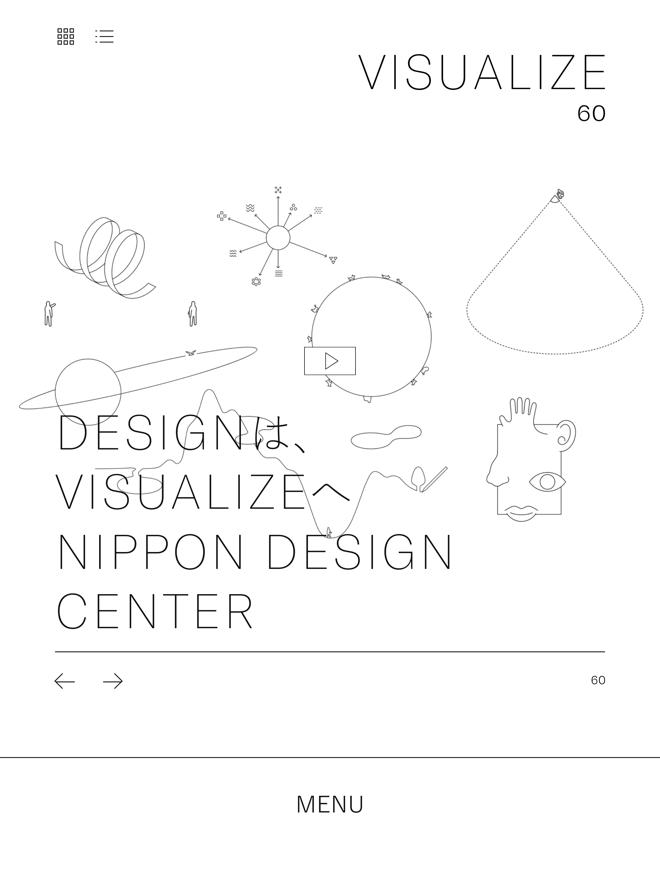 VISUALIZE
60
DESIGNは、
VISUALIZEへ
NIPPON DESIGN
CENTER
60
MENU